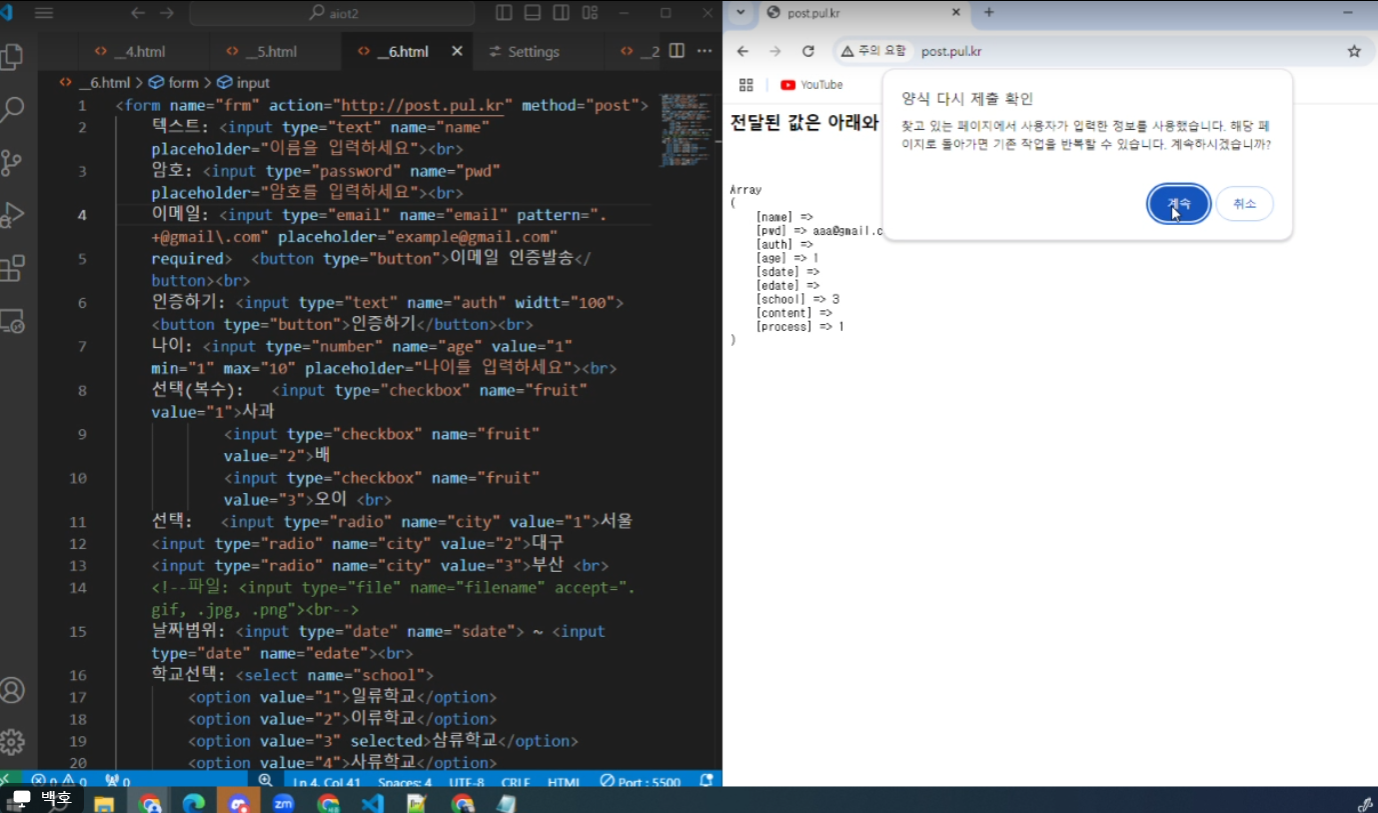 aiot2
__4.html
__5.html
__6.html
Settings
__2
__6.html > form > input
1 <form name="frm" action="http://post.pul.kr" method="post">
2 텍스트: <input type="text" name="name"
placeholder="이름을 입력하세요"><br>
3 암호: <input type="password" name="pwd"
placeholder="암호를 입력하세요"><br>
4 이메일: <input type="email" name="email" pattern=".
+@gmail\.com" placeholder="example@gmail.com"
5 required> <button type="button">이메일 인증발송</
button><br>
6 인증하기: <input type="text" name="auth" widtt="100">
<button type="button">인증하기</button><br>
7 나이: <input type="number" name="age" value="1"
min="1" max="10" placeholder="나이를 입력하세요"><br>
8 선택(복수): <input type="checkbox" name="fruit"
value="1">사과
9 <input type="checkbox" name="fruit"
value="2">배
10 <input type="checkbox" name="fruit"
value="3">오이 <br>
11 선택: <input type="radio" name="city" value="1">서울
12 <input type="radio" name="city" value="2">대구
13 <input type="radio" name="city" value="3">부산 <br>
14 <!--파일: <input type="file" name="filename" accept=".
gif, .jpg, .png"><br-->
15 날짜범위: <input type="date" name="sdate"> ~ <input
type="date" name="edate"><br>
16 학교선택: <select name="school">
17 <option value="1">일류학교</option>
18 <option value="2">이류학교</option>
19 <option value="3" selected>삼류학교</option>
20 <option value="4">사류학교</option>
0 0 0
Ln 4, Col 41 Spaces: 4 UTF-8 CRLF HTML Port : 5500
백호
zm
post.pul.kr
주의 요함 post.pul.kr
YouTube
양식 다시 제출 확인
찾고 있는 페이지에서 사용자가 입력한 정보를 사용했습니다. 해당 페
이지로 돌아가면 기존 작업을 반복할 수 있습니다. 계속하시겠습니까?
계속
취소
전달된 값은 아래와
Array
(
[name] =>
[pwd] => aaa@gmail.c
[auth] =>
[age] => 1
[sdate] =>
[edate] =>
[school] => 3
[content] =>
[process] => 1
)